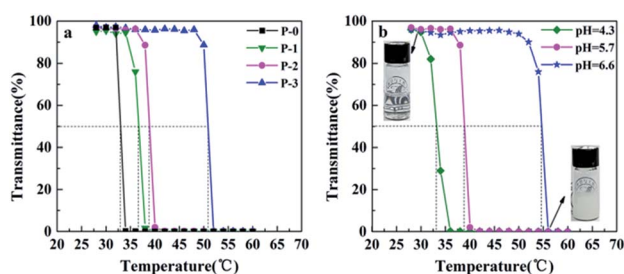 a
P-0
P-1
P-2
P-3
Transmittance(%)
100
80
60
40
20
0
20 25 30 35 40 45 50 55 60 65 70
Temperature(℃)
b
pH=4.3
pH=5.7
pH=6.6
Transmittance(%)
100
80
60
40
20
0
20 25 30 35 40 45 50 55 60 65 70
Temperature(℃)